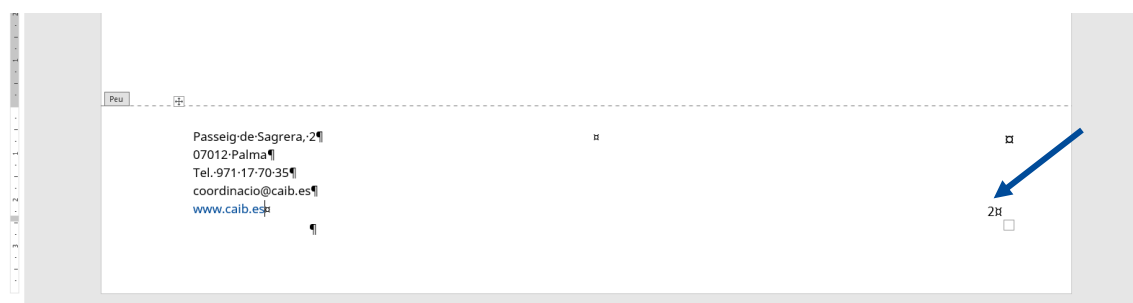 Peu
Passeig·de·Sagrera,·2¶
¤
¤
07012·Palma¶
Tel.·971·17·70·35¶
coordinacio@caib.es¶
www.caib.es¤
2¤
¶